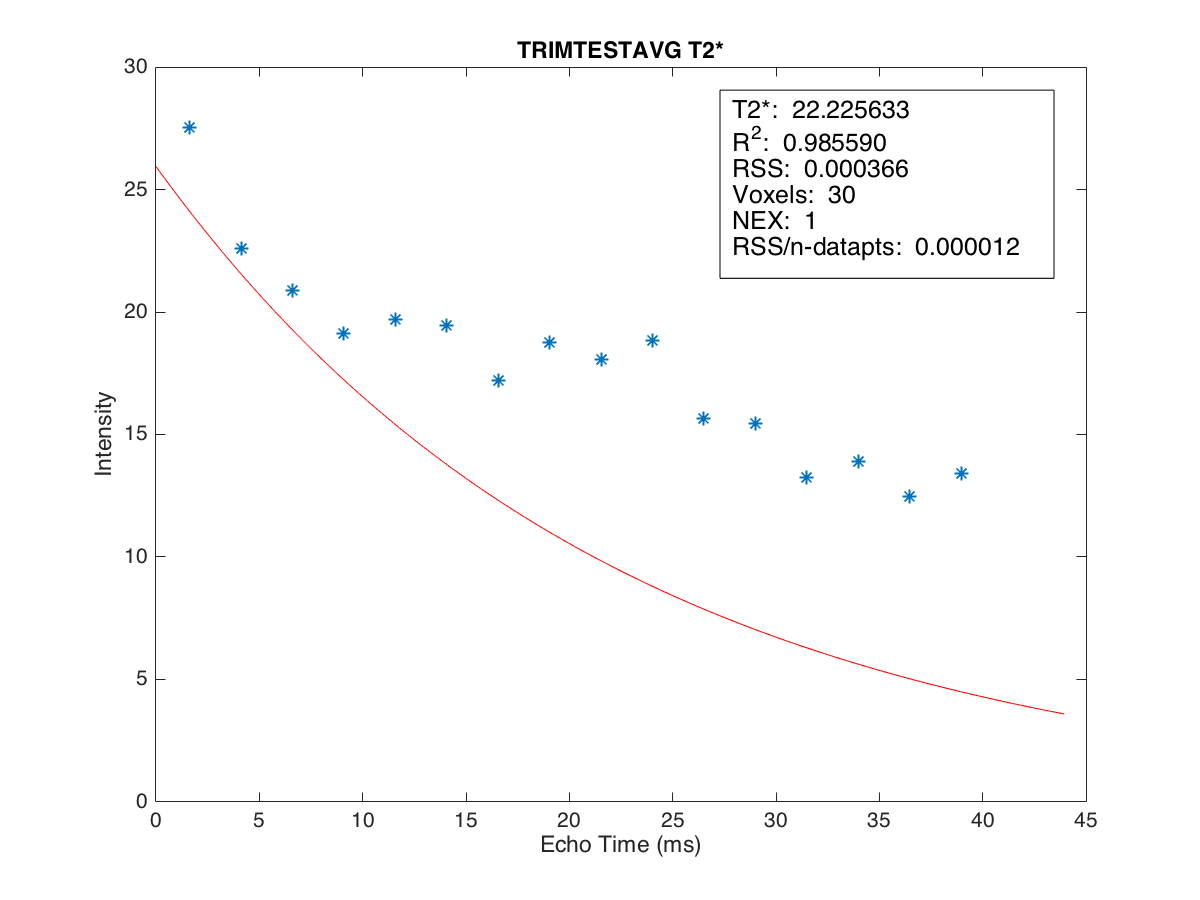 TRIMTESTAVG T2*
30
25
20
15
10
5
0
Intensity
T2*: 22.225633
R²: 0.985590
RSS: 0.000366
Voxels: 30
NEX: 1
RSS/n-datapts: 0.000012
0 5 10 15 20 25 30 35 40 45
Echo Time (ms)